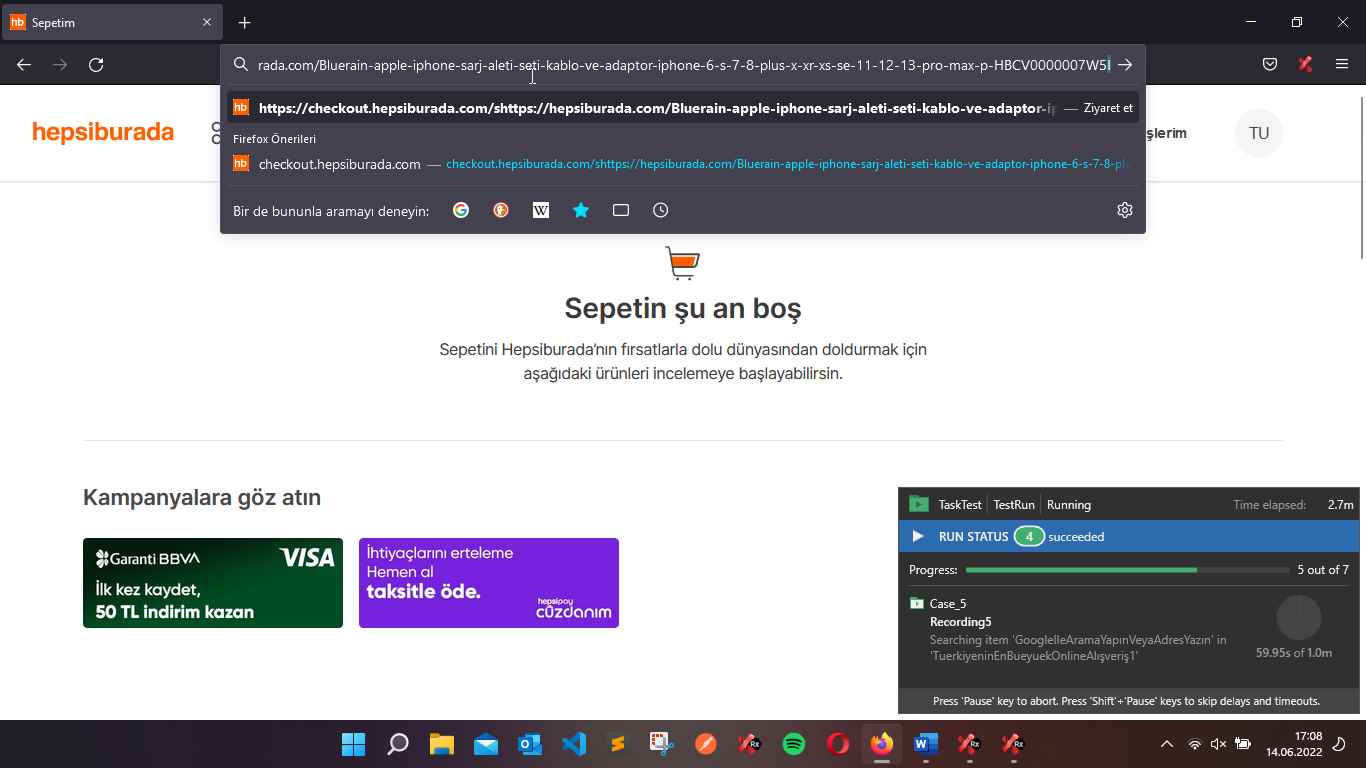 hb Sepetim
rada.com/Bluerain-apple-iphone-sarj-aleti-seti-kablo-ve-adaptor-iphone-6-s-7-8-plus-x-xr-xs-se-11-12-13-pro-max-p-HBCV0000007W5I
hb https://checkout.hepsiburada.com/shttps://hepsiburada.com/Bluerain-apple-iphone-sarj-aleti-seti-kablo-ve-adaptor-ip — Ziyaret et
Firefox Önerileri
hb checkout.hepsiburada.com — checkout.hepsiburada.com/shttps://hepsiburada.com/Bluerain-apple-iphone-sarj-aleti-seti-kablo-ve-adaptor-iphone-6-s-7-8-plu
hepsiburada
şlerim
TU
Bir de bununla aramayı deneyin:
Sepetin şu an boş
Sepetini Hepsiburada'nın fırsatlarla dolu dünyasından doldurmak için
aşağıdaki ürünleri incelemeye başlayabilirsin.
Kampanyalara göz atın
Garanti BBVA VISA
İlk kez kaydet,
50 TL indirim kazan
İhtiyaçlarını erteleme
Hemen al
taksitle öde.
hepsipay
cüzdanım
TaskTest TestRun Running Time elapsed: 2.7m
RUN STATUS 4 succeeded
Progress: 5 out of 7
Case_5
Recording5
Searching item 'GooglelleAramaYapınVeyaAdresYazın' in
'TuerkiyeninEnBueyuekOnlineAlışveriş1'
59.95s of 1.0m
Press 'Pause' key to abort. Press 'Shift'+'Pause' keys to skip delays and timeouts.
17:08
14.06.2022